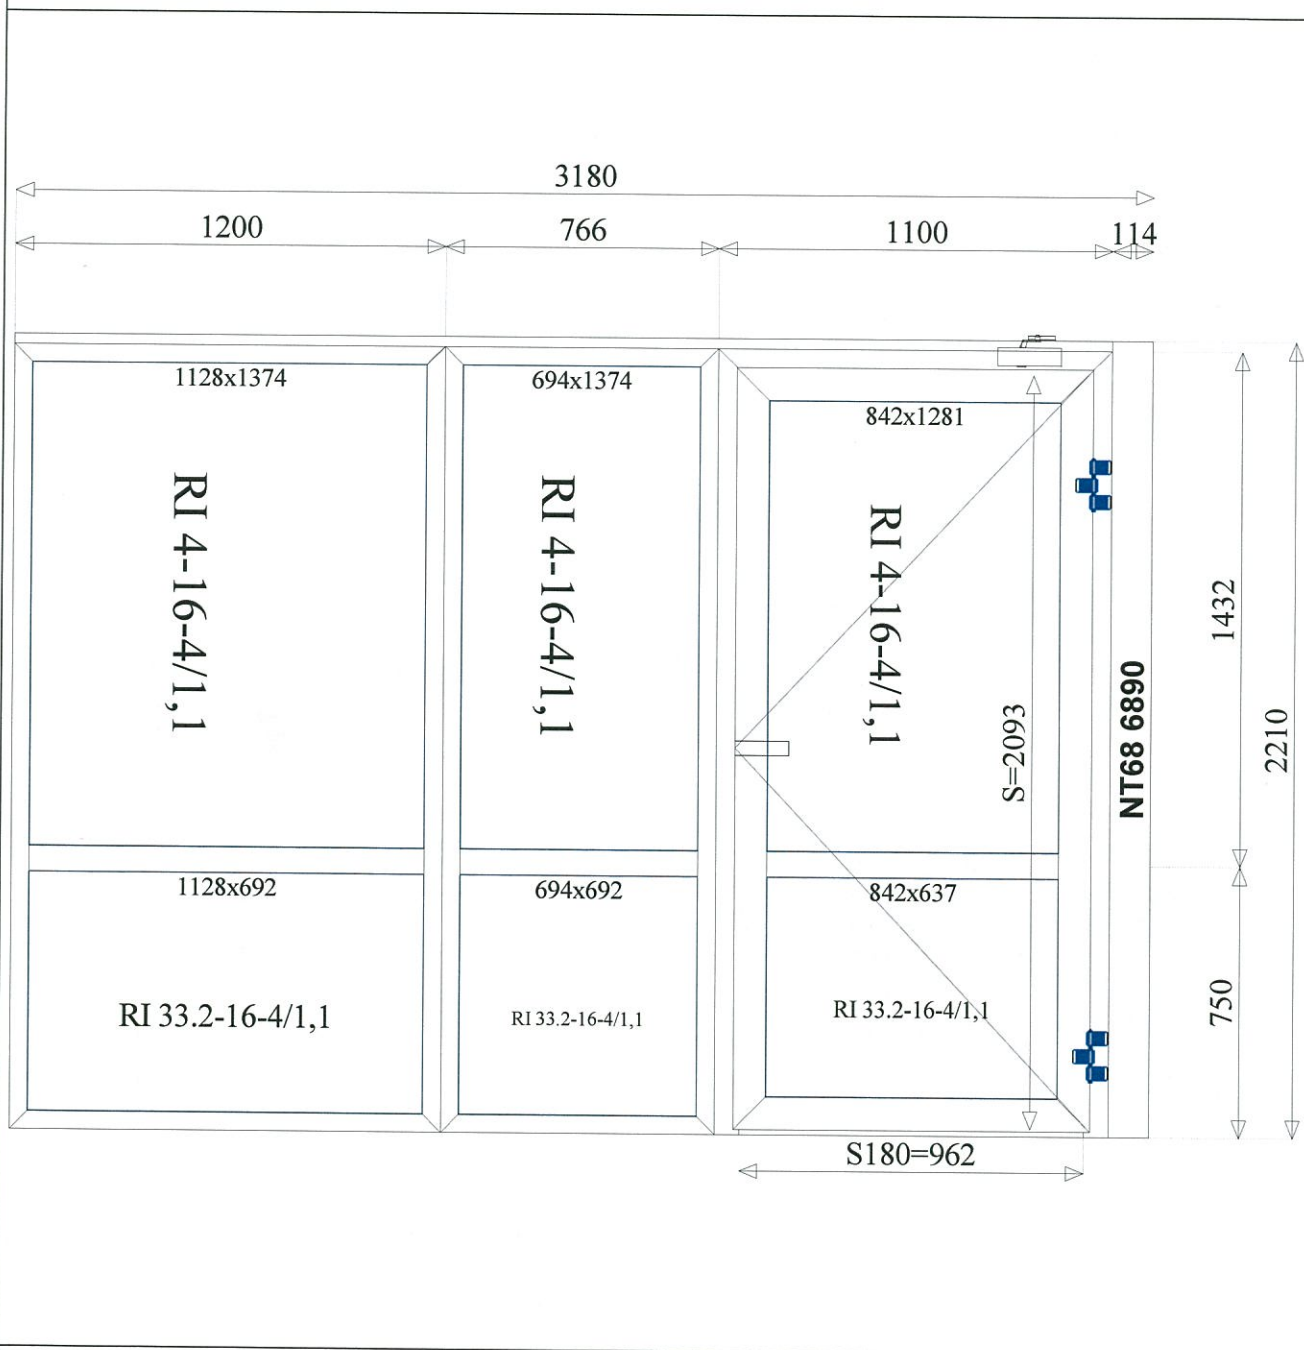 3180
1200
766
1100
114
1128x1374
694x1374
842x1281
RI 4-16-4/1,1
RI 4-16-4/1,1
RI 4-16-4/1,1
S=2093
NT68 6890
1432
2210
1128x692
694x692
842x637
RI 33.2-16-4/1,1
RI 33.2-16-4/1,1
RI 33.2-16-4/1,1
750
S180=962